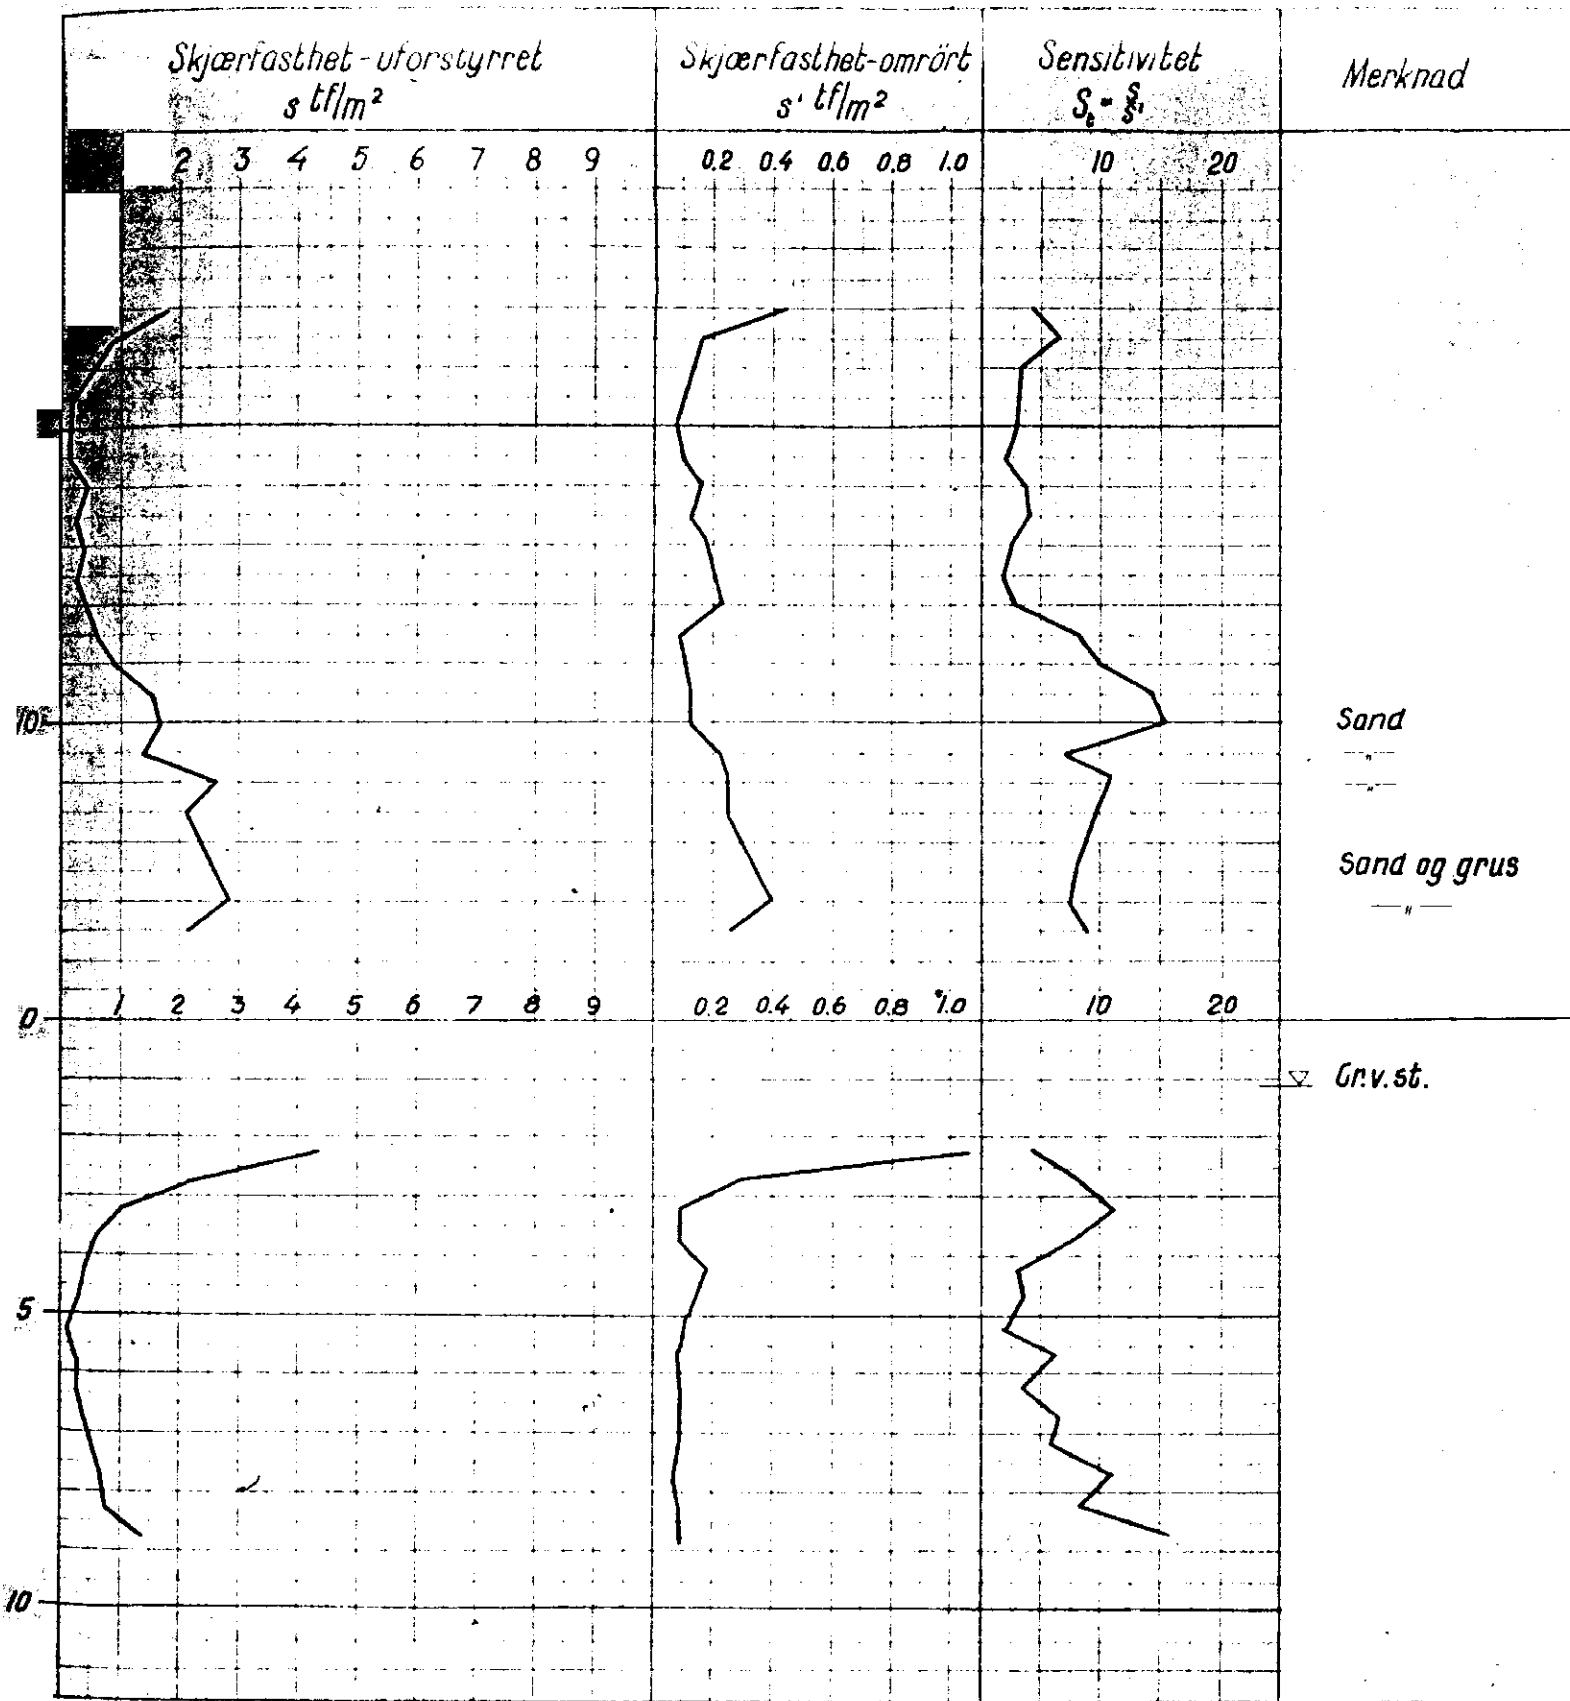 Skjærfasthet - uforstyrret
s tf/m²
Skjærfasthet-omrört
s' tf/m²
Sensitivitet
St = s/s'
Merknad
2 3 4 5 6 7 8 9 0.2 0.4 0.6 0.8 1.0 10 20
10 Sand
—"—
—"—
Sand og grus
—"—
0 1 2 3 4 5 6 7 8 9 0.2 0.4 0.6 0.8 1.0 10 20
Gr.v.st.
5
10